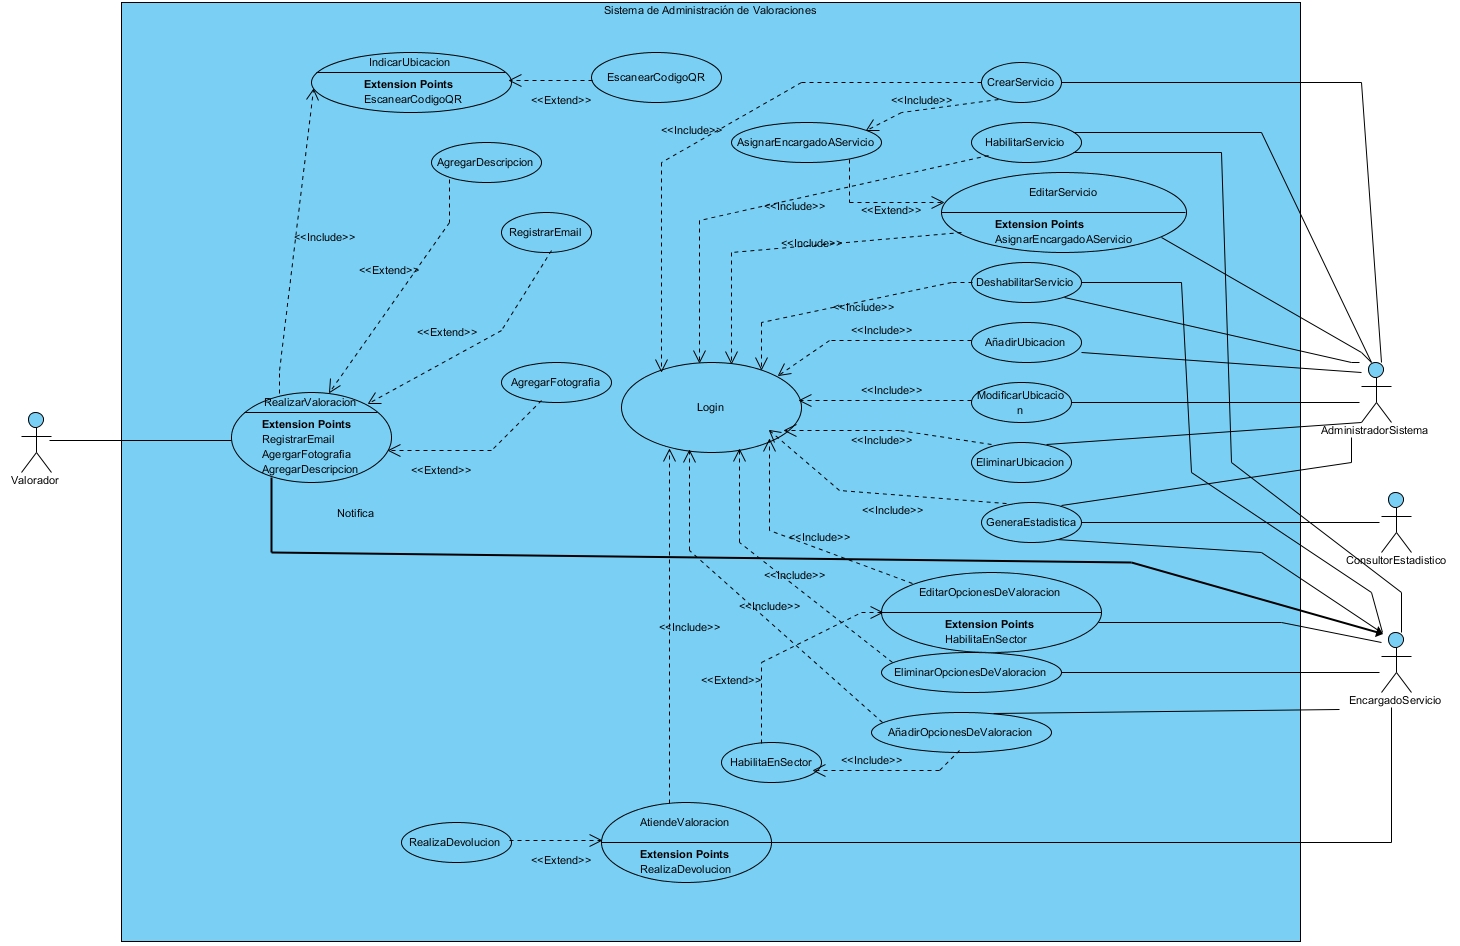 Sistema de Administración de Valoraciones
IndicarUbicacion
Extension Points
EscanearCodigoQR
EscanearCodigoQR
<<Extend>>
CrearServicio
<<Include>>
<<Include>>
AsignarEncargadoAServicio
HabilitarServicio
AgregarDescripcion
EditarServicio
<<Include>>
<<Extend>>
Extension Points
AsignarEncargadoAServicio
RegistrarEmail
<<Include>>
<<Include>>
<<Extend>>
DeshabilitarServicio
<<Include>>
<<Extend>>
<<Include>>
AñadirUbicacion
AgregarFotografia
<<Include>>
ModificarUbicacio
n
RealizarValoracion
Extension Points
RegistrarEmail
AgergarFotografia
AgregarDescripcion
Login
AdministradorSistema
<<Include>>
EliminarUbicacion
<<Extend>>
Valorador
Notifica
<<Include>>
GeneraEstadistica
<<Include>>
ConsultorEstadistico
<<Include>>
EditarOpcionesDeValoracion
Extension Points
HabilitaEnSector
<<Include>>
<<Include>>
EliminarOpcionesDeValoracion
<<Extend>>
EncargadoServicio
AñadirOpcionesDeValoracion
HabilitaEnSector
<<Include>>
AtiendeValoracion
Extension Points
RealizaDevolucion
RealizaDevolucion
<<Extend>>